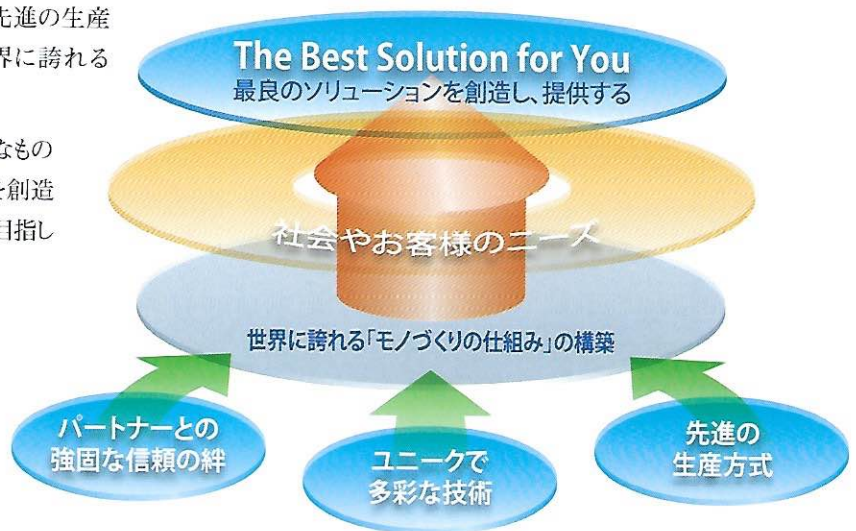 先進の生産
界に誇れる
なもの
を創造
目指し
The Best Solution for You
最良のソリューションを創造し、提供する
社会やお客様のニーズ
世界に誇れる「モノづくりの仕組み」の構築
パートナーとの
強固な信頼の絆
ユニークで
多彩な技術
先進の
生産方式